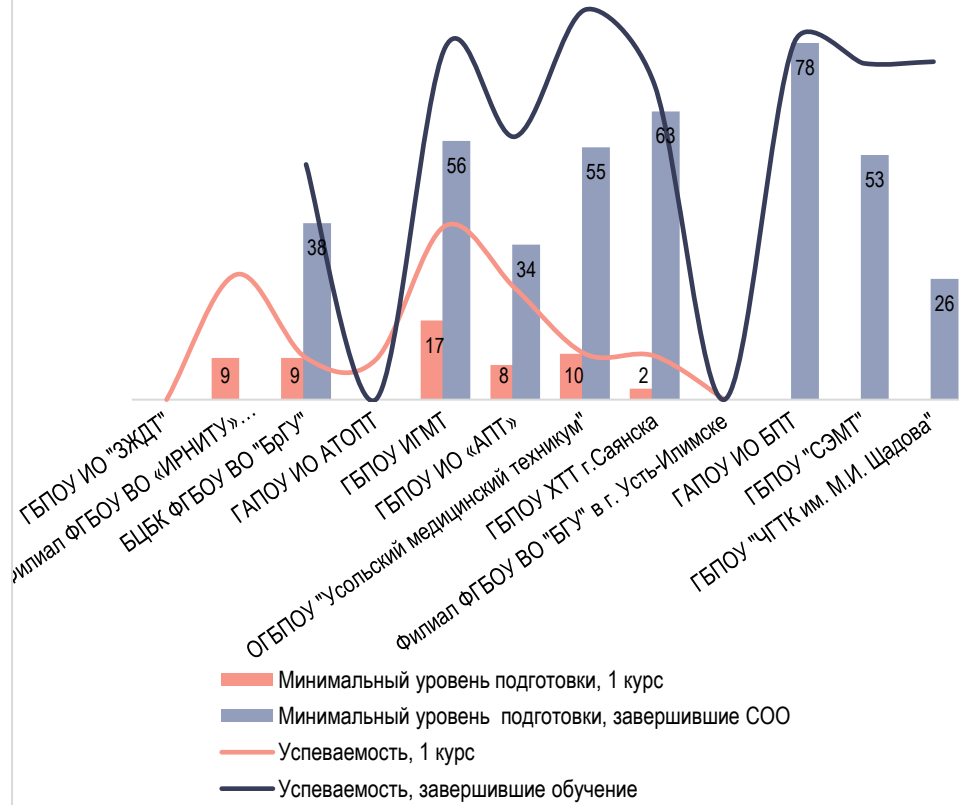 78
56
63
55
53
38
34
26
17
9
9
8
10
2
ГБПОУ ИО "ЗЖДТ"
Филиал ФГБОУ ВО «ИРНИТУ»…
БЦБК ФГБОУ ВО "БрГУ"
ГАПОУ ИО АТОПТ
ГБПОУ ИГМТ
ГБПОУ ИО «АПТ»
ОГБПОУ "Усольский медицинский техникум"
ГБПОУ ХТТ г.Саянска
Филиал ФГБОУ ВО "БГУ" в г. Усть-Илимске
ГАПОУ ИО БПТ
ГБПОУ "СЭМТ"
ГБПОУ "ЧГТК им. М.И. Щадова"
Минимальный уровень подготовки, 1 курс
Минимальный уровень подготовки, завершившие СОО
Успеваемость, 1 курс
Успеваемость, завершившие обучение